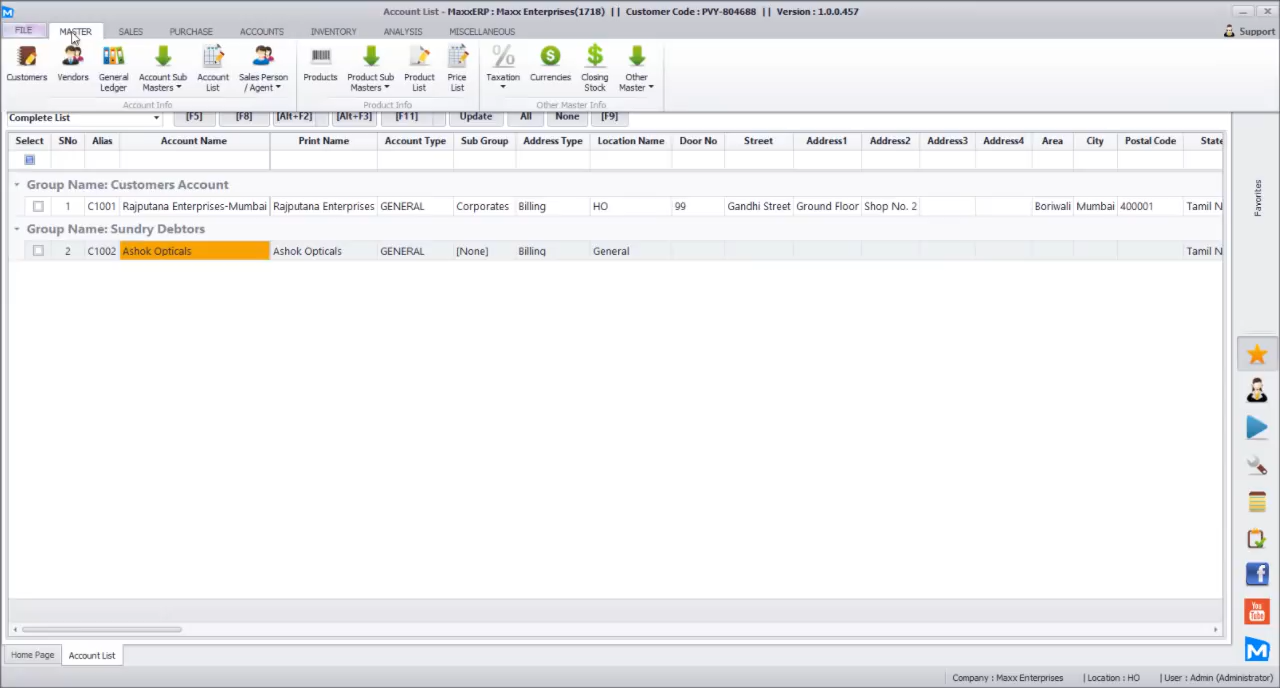 Account List - MaxxERP : Maxx Enterprises(1718) || Customer Code : PVY-804688 || Version : 1.0.0.457
FILE MASTER SALES PURCHASE ACCOUNTS INVENTORY ANALYSIS MISCELLANEOUS Support
Customers Vendors General Ledger Account Sub Masters Account List Sales Person / Agent Products Product Sub Masters Product List Price List Taxation Currencies Closing Stock Other Master
Account Info Product Info Other Master Info
Complete List [F5] [F8] [Alt+F2] [Alt+F3] [F11] Update All None [F9]
Select SNo Alias Account Name Print Name Account Type Sub Group Address Type Location Name Door No Street Address1 Address2 Address3 Address4 Area City Postal Code State
Group Name: Customers Account
1 C1001 Rajputana Enterprises-Mumbai Rajputana Enterprises GENERAL Corporates Billing HO 99 Gandhi Street Ground Floor Shop No. 2 Boriwali Mumbai 400001 Tamil N
Group Name: Sundry Debtors
2 C1002 Ashok Opticals Ashok Opticals GENERAL [None] Billing General Tamil N
Favorites
You Tube
Home Page Account List
Company : Maxx Enterprises | Location : HO | User : Admin (Administrator)